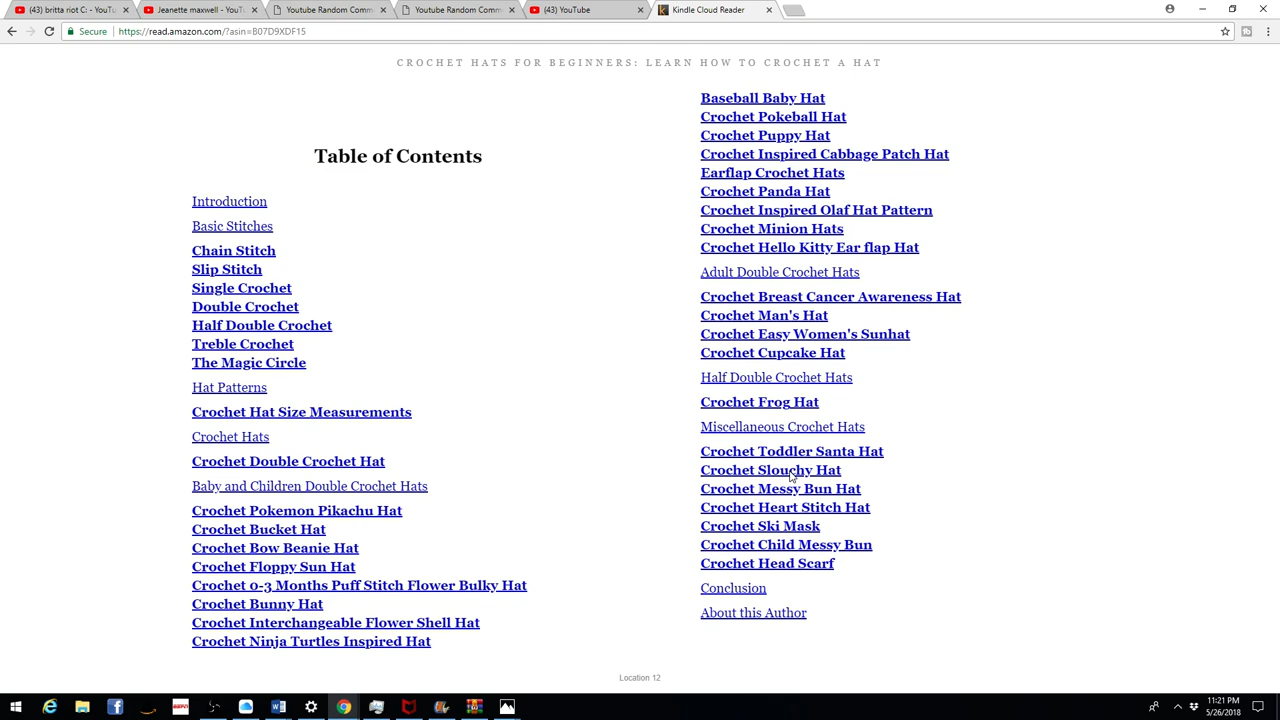 (43) britta riot C: - YouTu
Jeanette maxwell - YouTu
Youtube Random Comm
Youtube Random Comm
(43) YouTube
Kindle Cloud Reader
Secure
https://read.amazon.com/?asin=B07D9XDF15
CROCHET HATS FOR BEGINNERS: LEARN HOW TO CROCHET A HAT
Table of Contents
Introduction
Basic Stitches
Chain Stitch
Slip Stitch
Single Crochet
Double Crochet
Half Double Crochet
Treble Crochet
The Magic Circle
Hat Patterns
Crochet Hat Size Measurements
Crochet Hats
Crochet Double Crochet Hat
Baby and Children Double Crochet Hats
Crochet Pokemon Pikachu Hat
Crochet Bucket Hat
Crochet Bow Beanie Hat
Crochet Floppy Sun Hat
Crochet 0-3 Months Puff Stitch Flower Bulky Hat
Crochet Bunny Hat
Crochet Interchangeable Flower Shell Hat
Crochet Ninja Turtles Inspired Hat
Baseball Baby Hat
Crochet Pokeball Hat
Crochet Puppy Hat
Crochet Inspired Cabbage Patch Hat
Earflap Crochet Hats
Crochet Panda Hat
Crochet Inspired Olaf Hat Pattern
Crochet Minion Hats
Crochet Hello Kitty Ear flap Hat
Adult Double Crochet Hats
Crochet Breast Cancer Awareness Hat
Crochet Man's Hat
Crochet Easy Women's Sunhat
Crochet Cupcake Hat
Half Double Crochet Hats
Crochet Frog Hat
Miscellaneous Crochet Hats
Crochet Toddler Santa Hat
Crochet Slouchy Hat
Crochet Messy Bun Hat
Crochet Heart Stitch Hat
Crochet Ski Mask
Crochet Child Messy Bun
Crochet Head Scarf
Conclusion
About this Author
Location 12
11:21 PM
5/26/2018